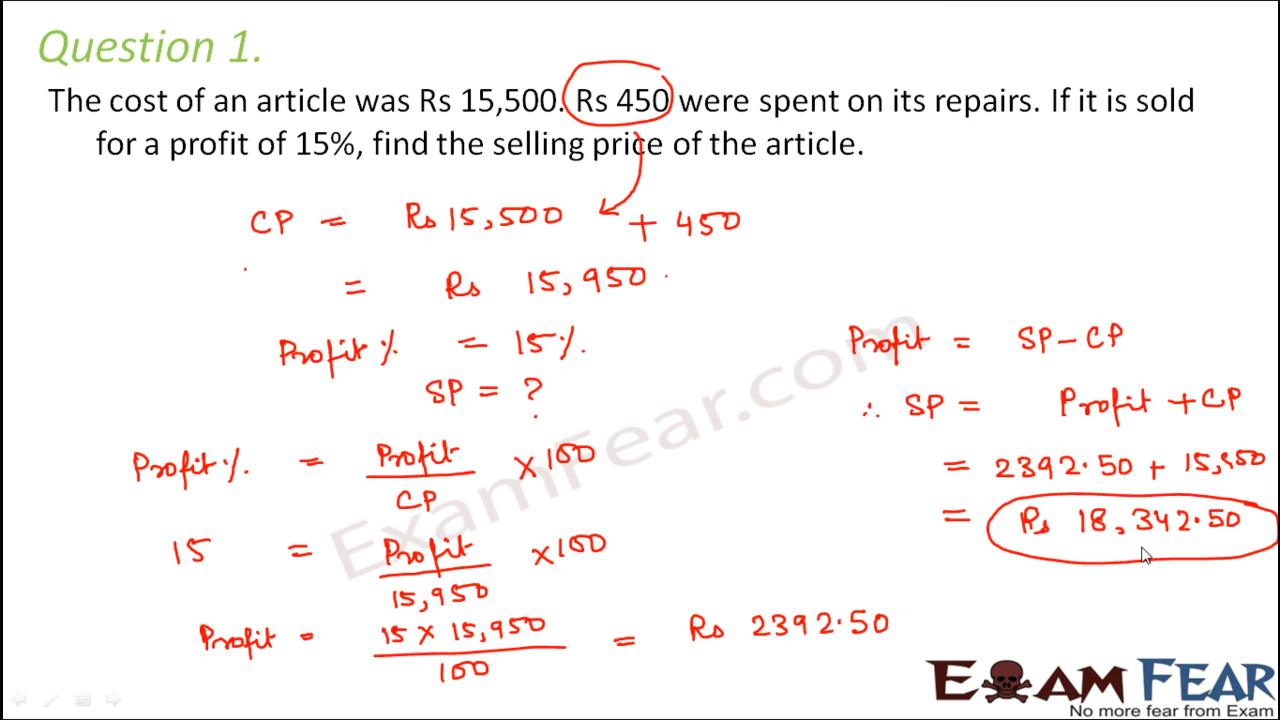 Question 1.
The cost of an article was Rs 15,500. Rs 450 were spent on its repairs. If it is sold
for a profit of 15%, find the selling price of the article.
CP = Rs 15,500 + 450
= Rs 15,950.
Profit % = 15%.
SP = ?
Profit % = Profit / CP × 100
15 = Profit / 15,950 × 100
Profit = 15 × 15,950 / 100 = Rs 2392.50
Profit = SP - CP
∴ SP = Profit + CP
= 2392.50 + 15,950
= Rs 18,342.50
ExamFear.com
EXAM FEAR
No more fear from Exam